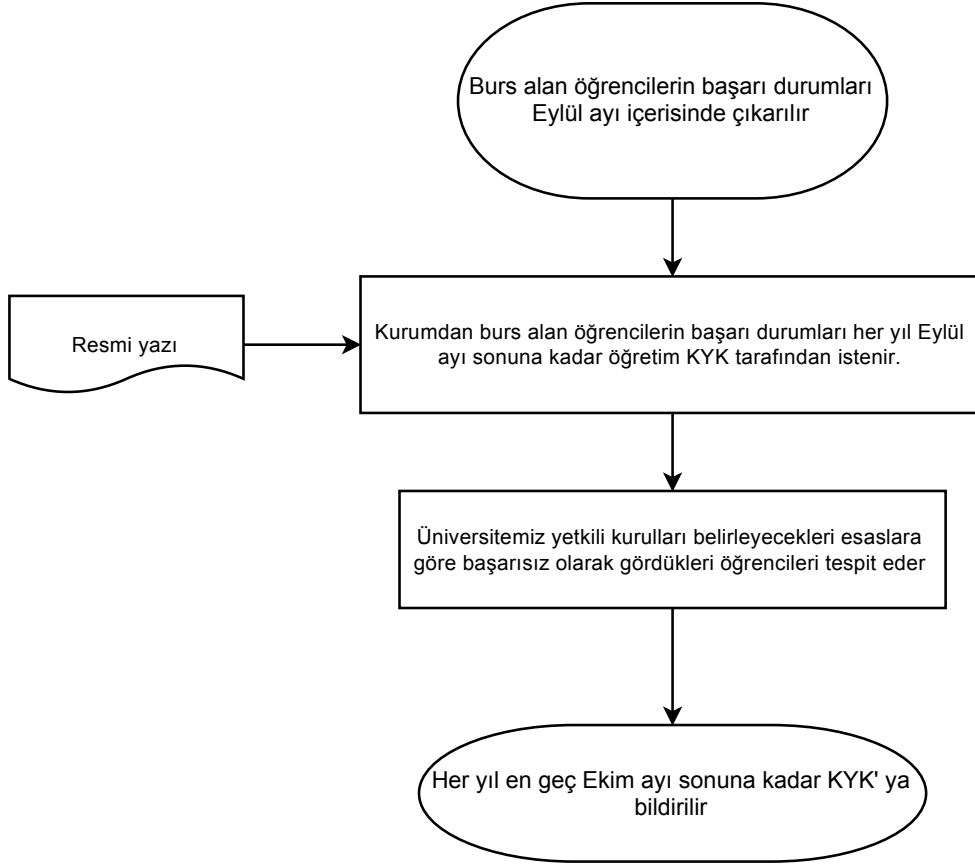 Burs alan öğrencilerin başarı durumları
Eylül ayı içerisinde çıkarılır
Resmi yazı
Kurumdan burs alan öğrencilerin başarı durumları her yıl Eylül
ayı sonuna kadar öğretim KYK tarafından istenir.
Üniversitemiz yetkili kurulları belirleyecekleri esaslara
göre başarısız olarak gördükleri öğrencileri tespit eder
Her yıl en geç Ekim ayı sonuna kadar KYK' ya
bildirilir